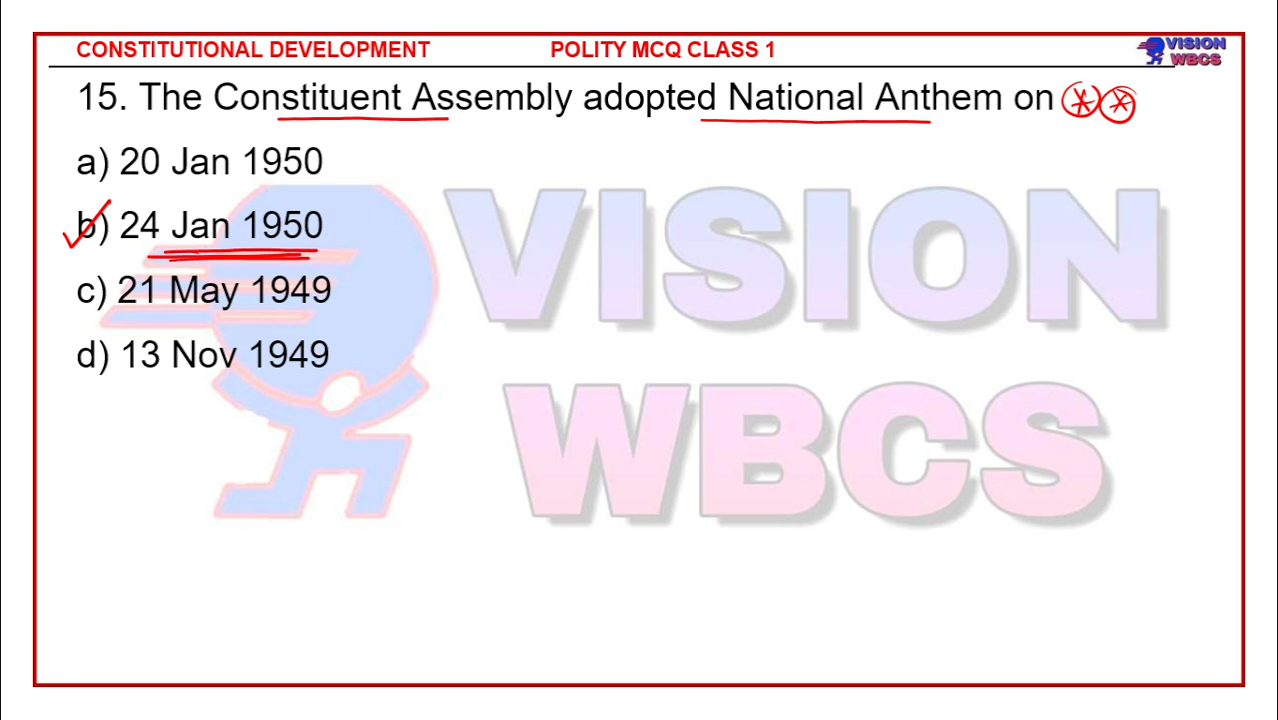 CONSTITUTIONAL DEVELOPMENT POLITY MCQ CLASS 1 VISION WBCS
15. The Constituent Assembly adopted National Anthem on
a) 20 Jan 1950
b) 24 Jan 1950
c) 21 May 1949
d) 13 Nov 1949
VISION
WBCS